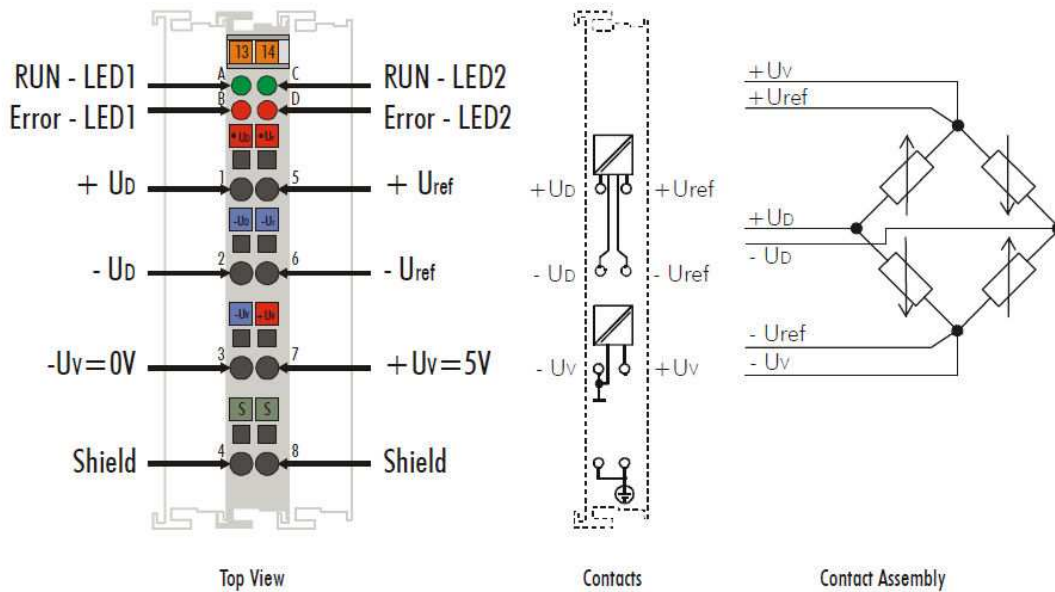 13 14
A C
RUN - LED1
RUN - LED2
B D
Error - LED1
Error - LED2
+UD
1 5
+ UD
+ Uref
-UD
2 6
- UD
- Uref
-UV
+UV
3 7
-UV=0V
+UV=5V
S S
4 8
Shield
Shield
Top View
+UD
+Uref
- UD
- Uref
- UV
+UV
Contacts
+UV
+Uref
+UD
- UD
- Uref
- UV
Contact Assembly